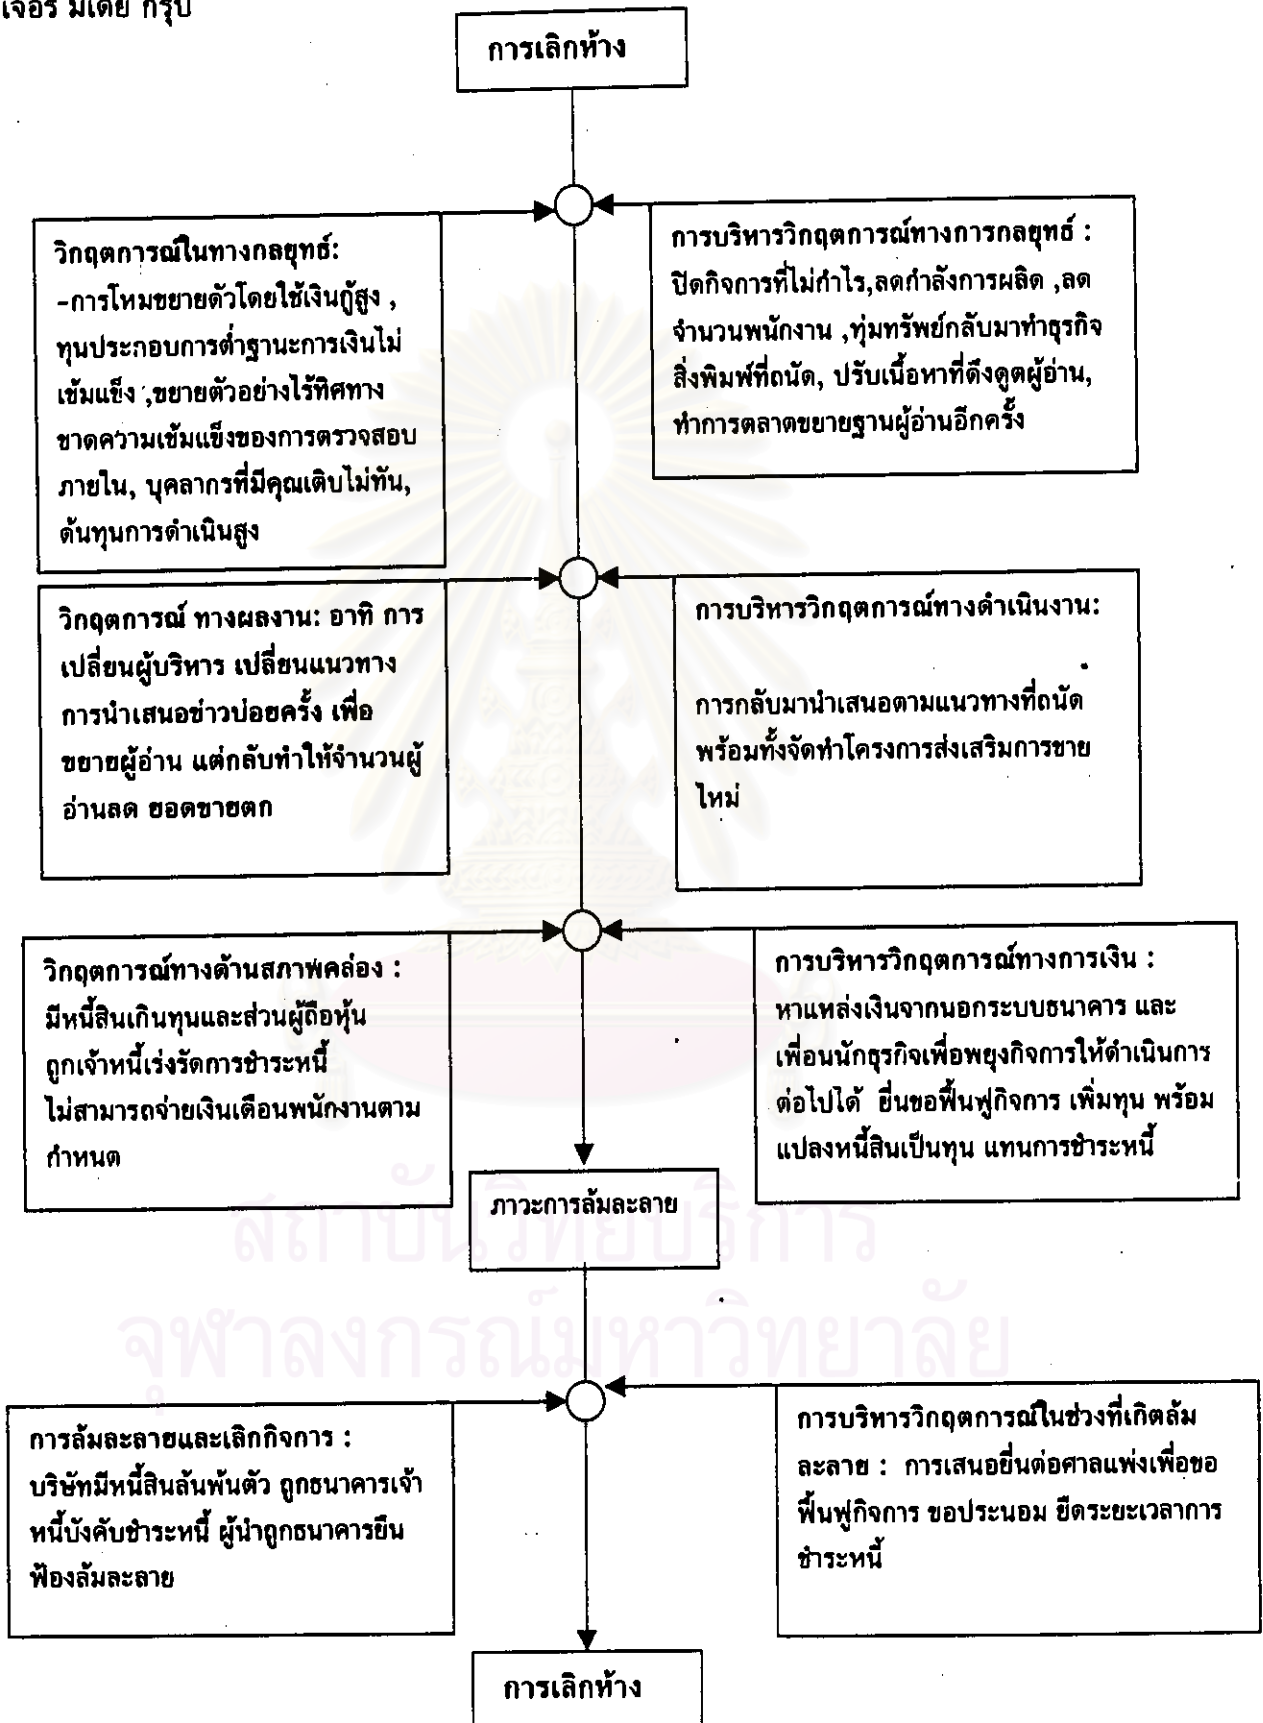 เจอร์ มีเดีย กรุ๊ป
การเลิกห้าง
วิกฤตการณ์ในทางกลยุทธ์:
-การโหมขยายตัวโดยใช้เงินกู้สูง ,
ทุนประกอบการต่ำฐานะการเงินไม่
เข้มแข็ง ,ขยายตัวอย่างไร้ทิศทาง
ขาดความเข้มแข็งของการตรวจสอบ
ภายใน, บุคลากรที่มีคุณเติบไม่ทัน,
ต้นทุนการดำเนินสูง
การบริหารวิกฤตการณ์ทางการกลยุทธ์ :
ปิดกิจการที่ไม่กำไร,ลดกำลังการผลิต ,ลด
จำนวนพนักงาน ,ทุ่มทรัพย์กลับมาทำธุรกิจ
สิ่งพิมพ์ที่ถนัด, ปรับเนื้อหาที่ดึงดูดผู้อ่าน,
ทำการตลาดขยายฐานผู้อ่านอีกครั้ง
วิกฤตการณ์ ทางผลงาน: อาทิ การ
เปลี่ยนผู้บริหาร เปลี่ยนแนวทาง
การนำเสนอข่าวบ่อยครั้ง เพื่อ
ขยายผู้อ่าน แต่กลับทำให้จำนวนผู้
อ่านลด ยอดขายตก
การบริหารวิกฤตการณ์ทางดำเนินงาน:
การกลับมานำเสนอตามแนวทางที่ถนัด
พร้อมทั้งจัดทำโครงการส่งเสริมการขาย
ใหม่
วิกฤตการณ์ทางด้านสภาพคล่อง :
มีหนี้สินเกินทุนและส่วนผู้ถือหุ้น
ถูกเจ้าหนี้เร่งรัดการชำระหนี้
ไม่สามารถจ่ายเงินเดือนพนักงานตาม
กำหนด
การบริหารวิกฤตการณ์ทางการเงิน :
หาแหล่งเงินจากนอกระบบธนาคาร และ
เพื่อนนักธุรกิจเพื่อพยุงกิจการให้ดำเนินการ
ต่อไปได้ ยื่นขอฟื้นฟูกิจการ เพิ่มทุน พร้อม
แปลงหนี้สินเป็นทุน แทนการชำระหนี้
ภาวะการล้มละลาย
สถาบันวิทยบริการ
จุฬาลงกรณ์มหาวิทยาลัย
การล้มละลายและเลิกกิจการ :
บริษัทมีหนี้สินล้นพ้นตัว ถูกธนาคารเจ้า
หนี้บังคับชำระหนี้ ผู้นำถูกธนาคารยื่น
ฟ้องล้มละลาย
การบริหารวิกฤตการณ์ในช่วงที่เกิดล้ม
ละลาย : การเสนอยื่นต่อศาลแพ่งเพื่อขอ
ฟื้นฟูกิจการ ขอประนอม ยืดระยะเวลาการ
ชำระหนี้
การเลิกห้าง